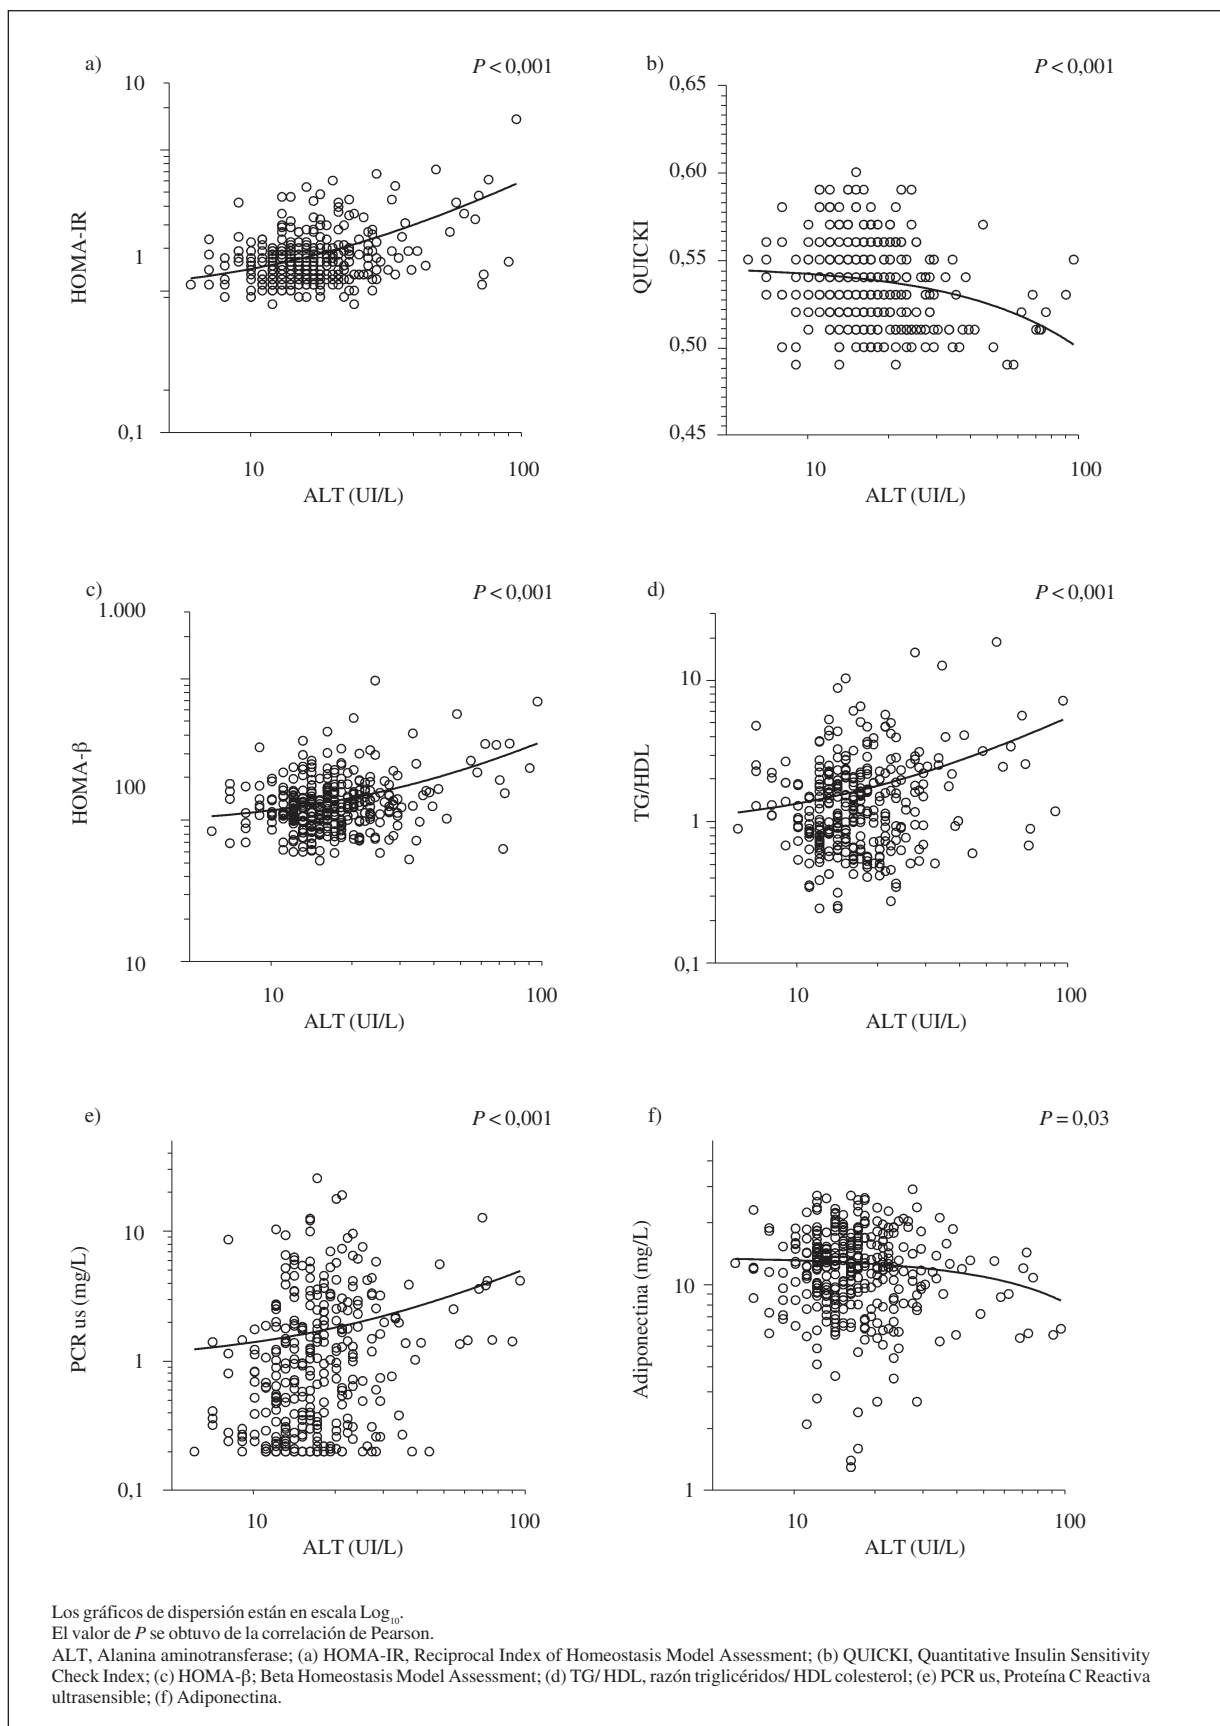 a)
P < 0,001
10
1
0,1
HOMA-IR
10
100
ALT (UI/L)
b)
P < 0,001
0,65
0,60
0,55
0,50
0,45
QUICKI
10
100
ALT (UI/L)
c)
P < 0,001
1.000
100
10
HOMA-β
10
100
ALT (UI/L)
d)
P < 0,001
10
1
0,1
TG/HDL
10
100
ALT (UI/L)
e)
P < 0,001
10
1
0,1
PCR us (mg/L)
10
100
ALT (UI/L)
f)
P = 0,03
10
1
Adiponectina (mg/L)
10
100
ALT (UI/L)
Los gráficos de dispersión están en escala Log10.
El valor de P se obtuvo de la correlación de Pearson.
ALT, Alanina aminotransferase; (a) HOMA-IR, Reciprocal Index of Homeostasis Model Assessment; (b) QUICKI, Quantitative Insulin Sensitivity
Check Index; (c) HOMA-β; Beta Homeostasis Model Assessment; (d) TG/ HDL, razón triglicéridos/ HDL colesterol; (e) PCR us, Proteína C Reactiva
ultrasensible; (f) Adiponectina.